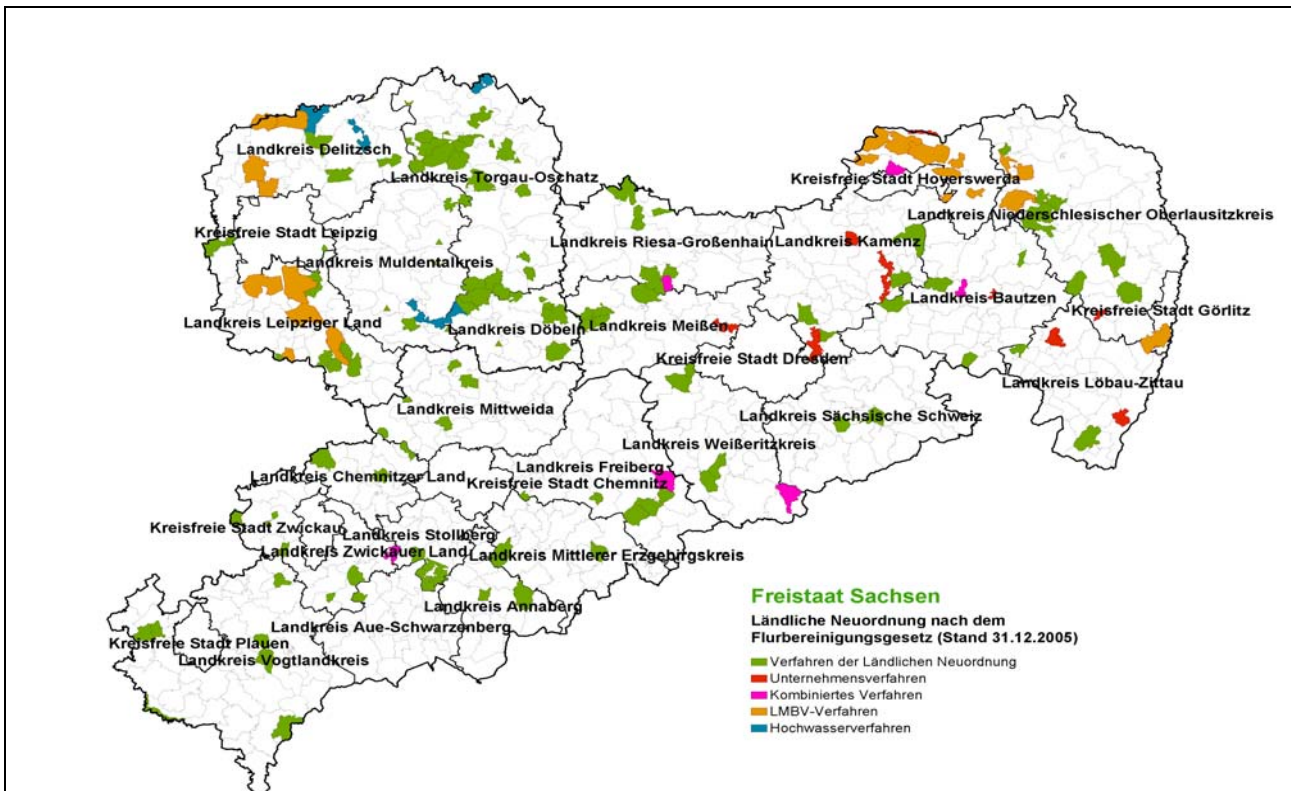 Landkreis Delitzsch
Landkreis Torgau-Oschatz
Kreisfreie Stadt Hoyerswerda
Landkreis Niederschlesischer Oberlausitzkreis
Kreisfreie Stadt Leipzig
Landkreis Riesa-Großenhain
Landkreis Kamenz
Landkreis Muldentalkreis
Landkreis Bautzen
Kreisfreie Stadt Görlitz
Landkreis Leipziger Land
Landkreis Döbeln
Landkreis Meißen
Kreisfreie Stadt Dresden
Landkreis Löbau-Zittau
Landkreis Mittweida
Landkreis Sächsische Schweiz
Landkreis Weißeritzkreis
Landkreis Freiberg
Landkreis Chemnitzer Land
Kreisfreie Stadt Chemnitz
Kreisfreie Stadt Zwickau
Landkreis Stollberg
Landkreis Zwickauer Land
Landkreis Mittlerer Erzgebirgskreis
Landkreis Annaberg
Landkreis Aue-Schwarzenberg
Kreisfreie Stadt Plauen
Landkreis Vogtlandkreis
Freistaat Sachsen
Ländliche Neuordnung nach dem
Flurbereinigungsgesetz (Stand 31.12.2005)
Verfahren der Ländlichen Neuordnung
Unternehmensverfahren
Kombiniertes Verfahren
LMBV-Verfahren
Hochwasserverfahren